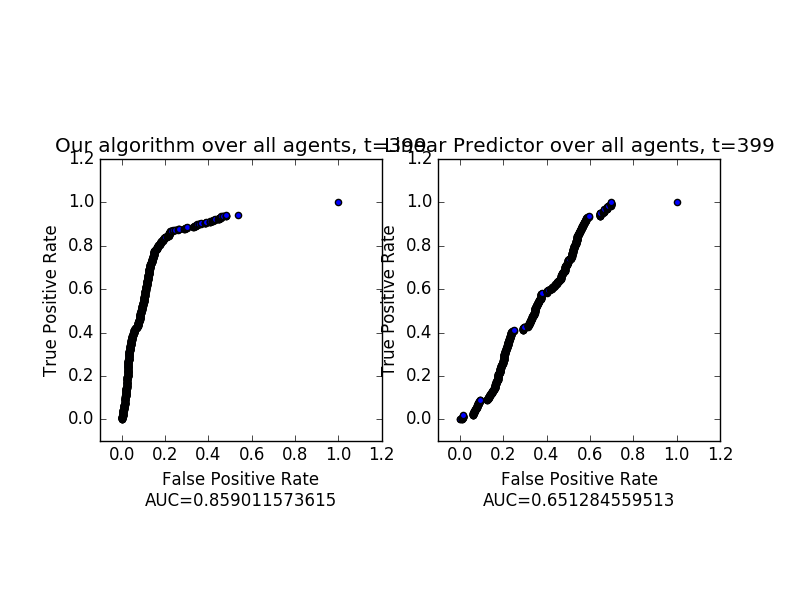 Our algorithm over all agents, t=399
Linear Predictor over all agents, t=399
1.2
1.0
0.8
0.6
0.4
0.2
0.0
True Positive Rate
0.0 0.2 0.4 0.6 0.8 1.0 1.2
False Positive Rate
AUC=0.859011573615
1.2
1.0
0.8
0.6
0.4
0.2
0.0
True Positive Rate
0.0 0.2 0.4 0.6 0.8 1.0 1.2
False Positive Rate
AUC=0.651284559513